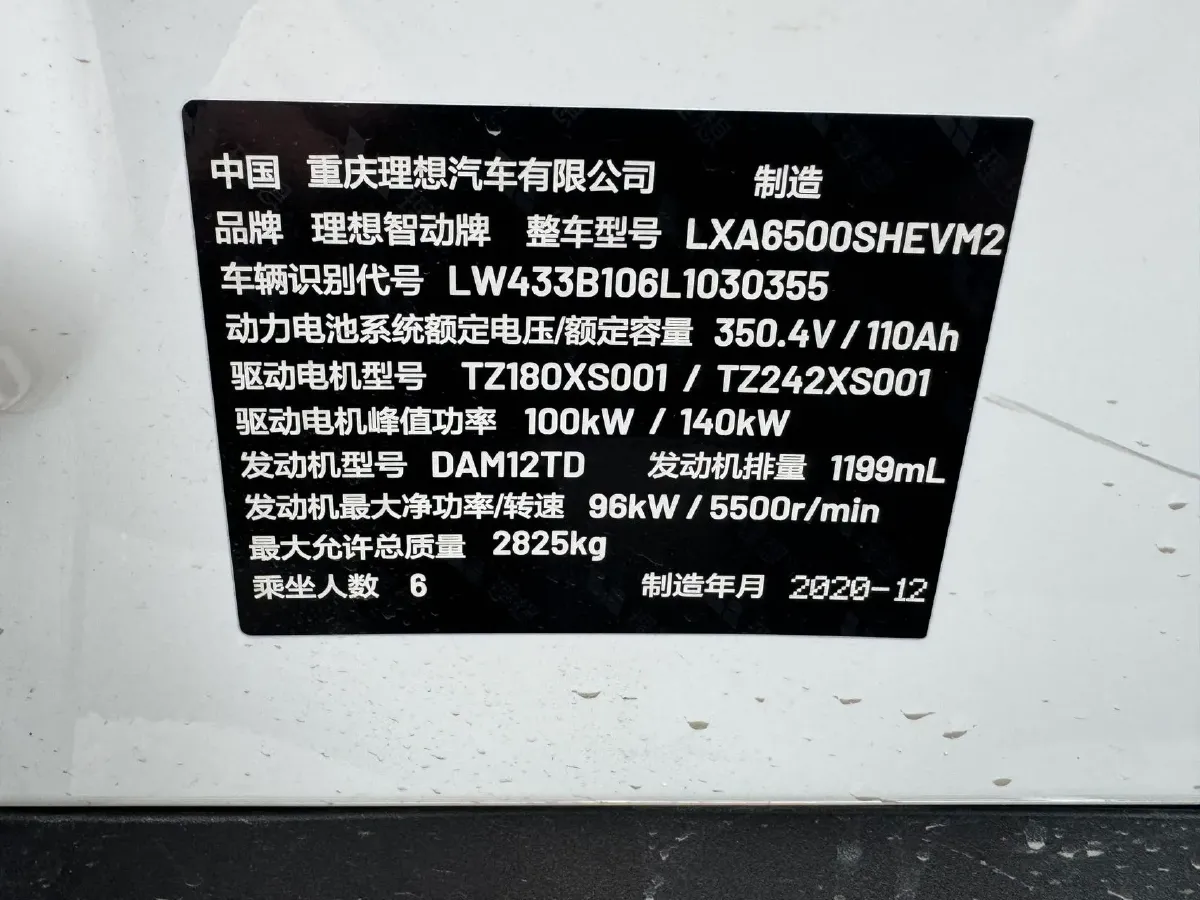 中国 重庆理想汽车有限公司 制造
品牌 理想智动牌 整车型号 LXA6500SHEVM2
车辆识别代号 LW433B106L1030355
动力电池系统额定电压/额定容量 350.4V / 110Ah
驱动电机型号 TZ180XS001 / TZ242XS001
驱动电机峰值功率 100kW / 140kW
发动机型号 DAM12TD 发动机排量 1199mL
发动机最大净功率/转速 96kW / 5500r/min
最大允许总质量 2825kg
乘坐人数 6 制造年月 2020-12